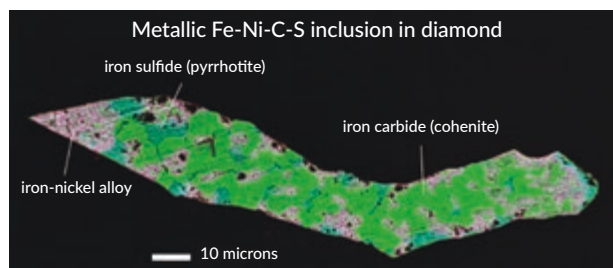 Metallic Fe-Ni-C-S inclusion in diamond
iron sulfide (pyrrhotite)
iron carbide (cohenite)
iron-nickel alloy
10 microns